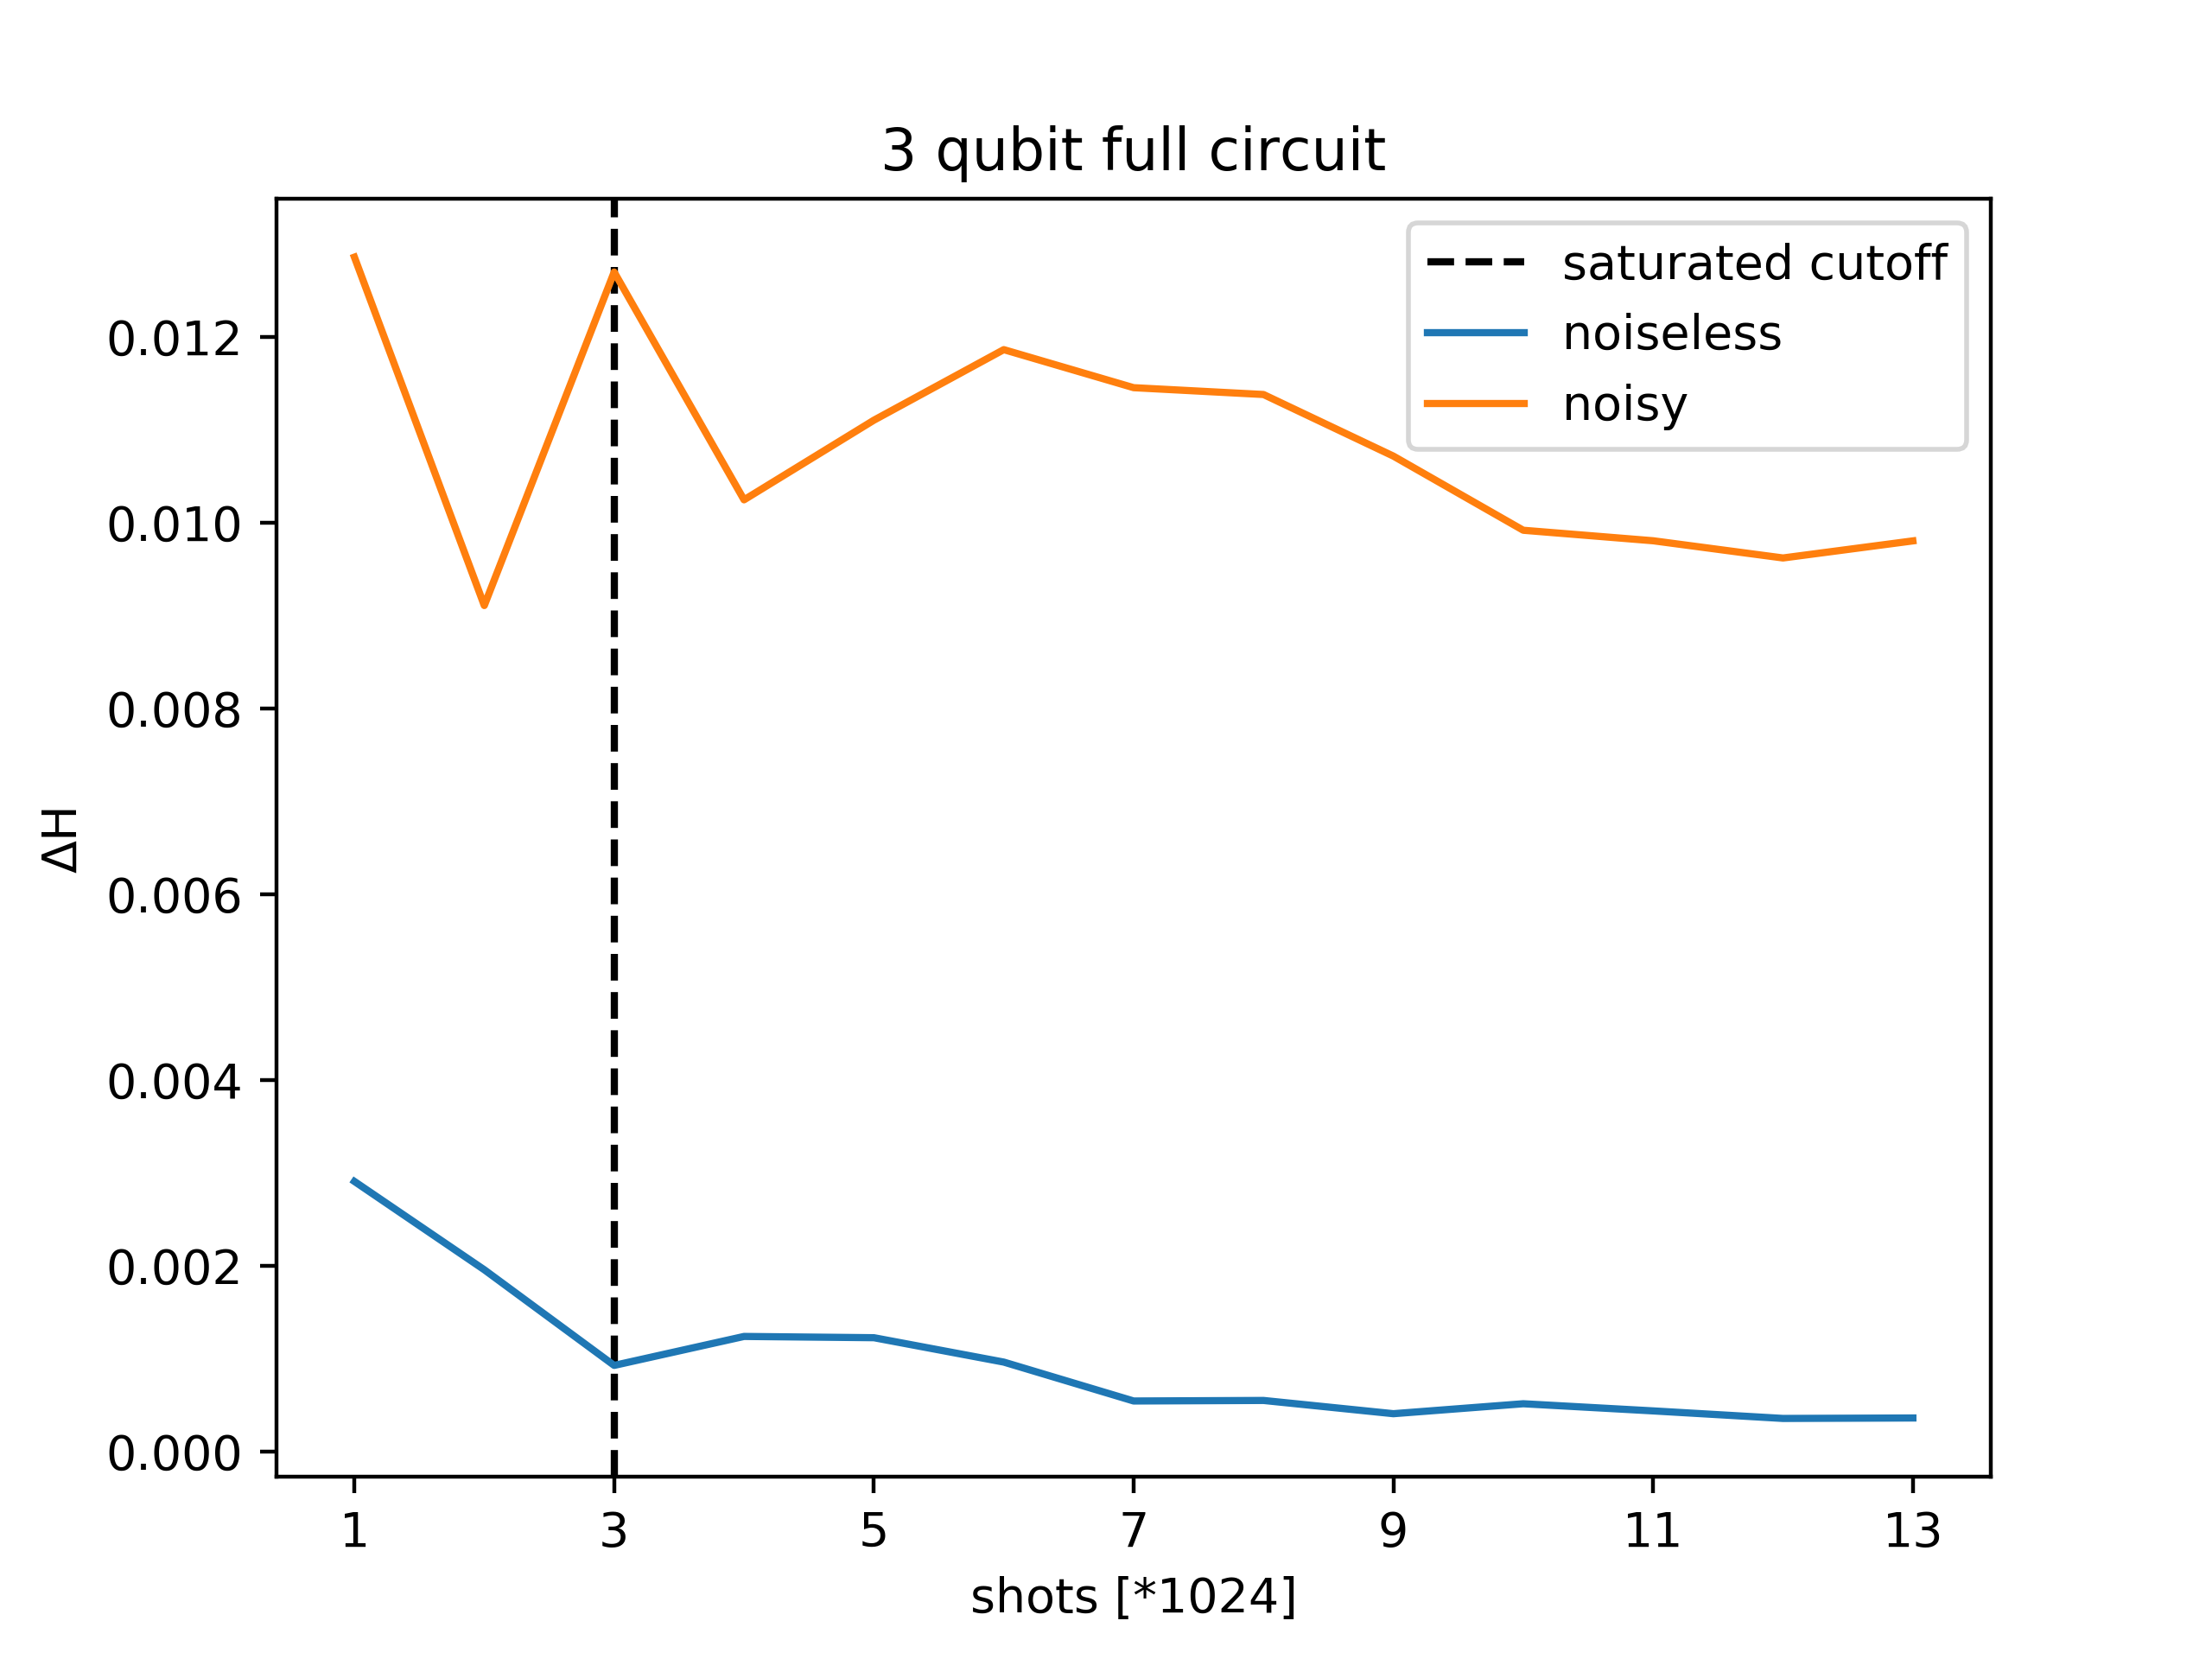 3 qubit full circuit
saturated cutoff
noiseless
noisy
0.012
0.010
0.008
0.006
0.004
0.002
0.000
ΔH
1 3 5 7 9 11 13
shots [*1024]